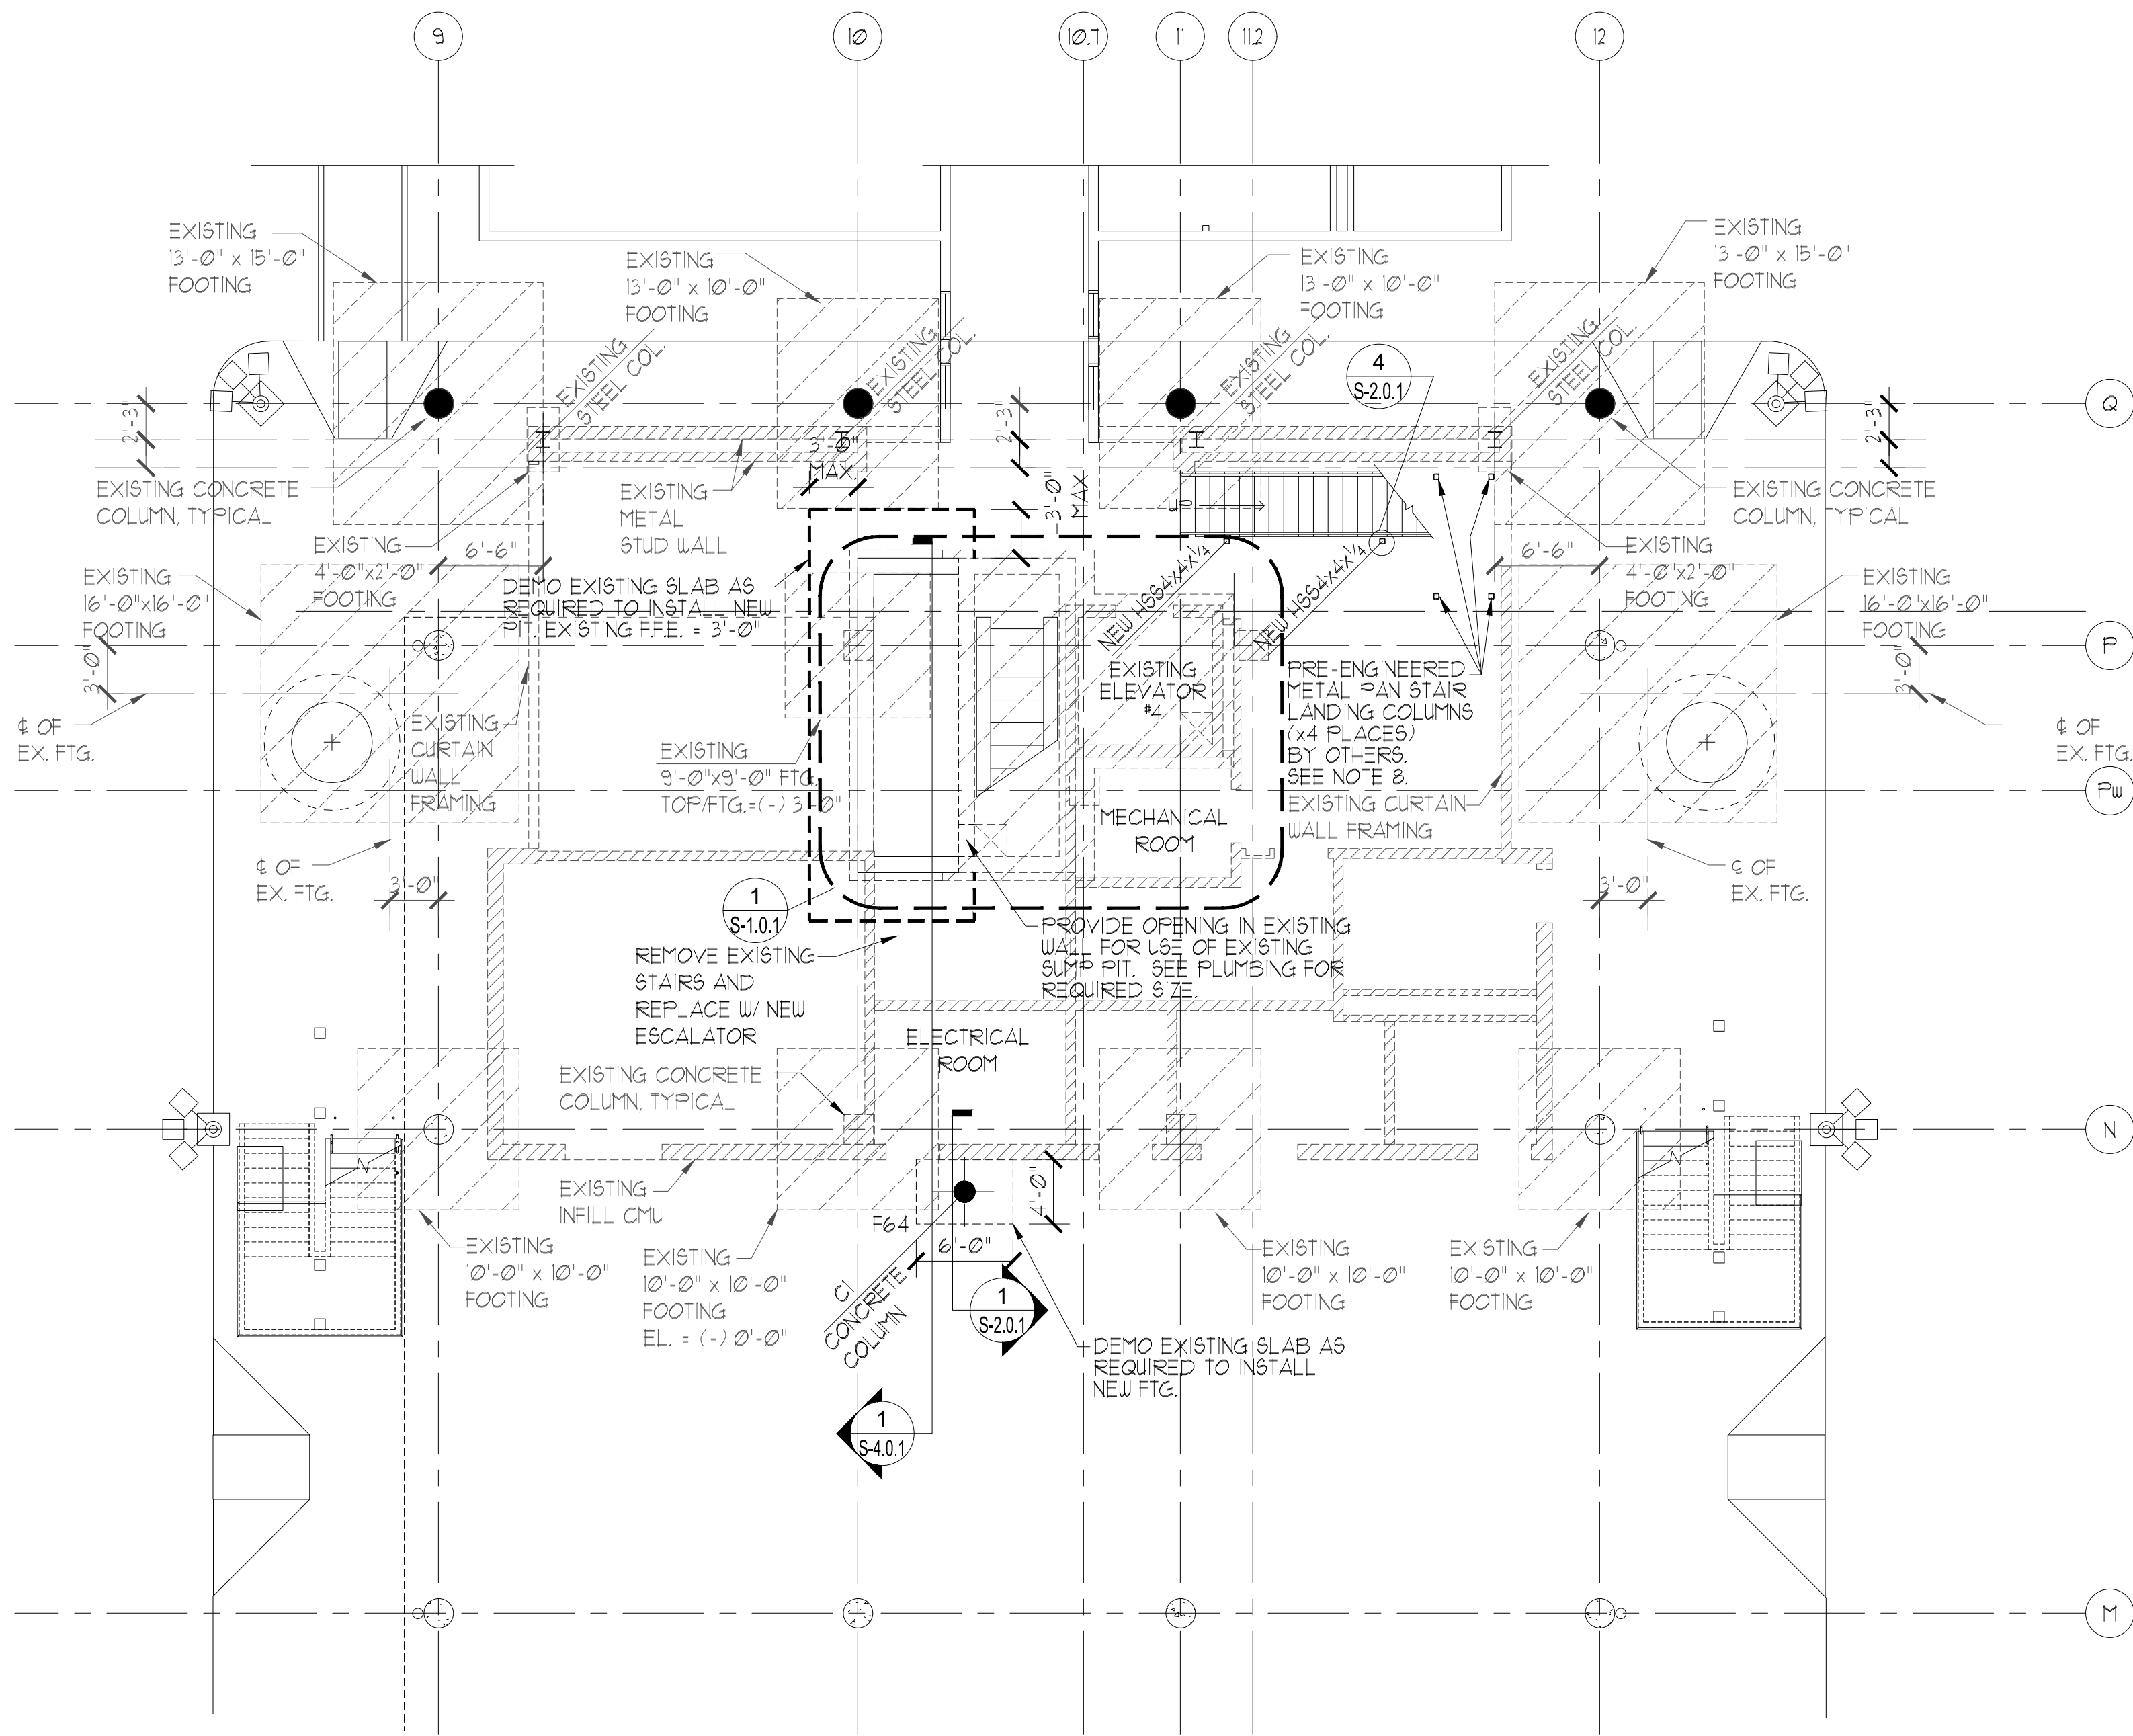 9
10
10.7
11
11.2
12
EXISTING
13'-0" x 15'-0"
FOOTING
EXISTING
13'-0" x 10'-0"
FOOTING
EXISTING
13'-0" x 10'-0"
FOOTING
EXISTING
13'-0" x 15'-0"
FOOTING
EXISTING
STEEL COL.
EXISTING
STEEL COL.
EXISTING
STEEL COL.
EXISTING
STEEL COL.
4
S-2.0.1
Q
2'-3"
2'-3"
2'-3"
3'-0"
MAX.
3'-0"
MAX
EXISTING CONCRETE
COLUMN, TYPICAL
EXISTING
METAL
STUD WALL
EXISTING CONCRETE
COLUMN, TYPICAL
EXISTING
4'-0"x2'-0"
FOOTING
6'-6"
6'-6"
EXISTING
4'-0"x2'-0"
FOOTING
EXISTING
16'-0"x16'-0"
FOOTING
DEMO EXISTING SLAB AS
REQUIRED TO INSTALL NEW
PIT. EXISTING F.F.E. = 3'-0"
NEW HSS4x4x1/4
NEW HSS4x4x1/4
EXISTING
16'-0"x16'-0"
FOOTING
P
3'-0"
3'-0"
EXISTING
ELEVATOR
#4
PRE-ENGINEERED
METAL PAN STAIR
LANDING COLUMNS
(x4 PLACES)
BY OTHERS.
SEE NOTE 8.
℄ OF
EX. FTG.
EXISTING
CURTAIN
WALL
FRAMING
EXISTING
9'-0"x9'-0" FTG.
TOP/FTG.=(-) 3'-0"
℄ OF
EX. FTG.
Pw
MECHANICAL
ROOM
EXISTING CURTAIN
WALL FRAMING
℄ OF
EX. FTG.
3'-0"
3'-0"
℄ OF
EX. FTG.
1
S-1.0.1
REMOVE EXISTING
STAIRS AND
REPLACE W/ NEW
ESCALATOR
PROVIDE OPENING IN EXISTING
WALL FOR USE OF EXISTING
SUMP PIT. SEE PLUMBING FOR
REQUIRED SIZE.
ELECTRICAL
ROOM
EXISTING CONCRETE
COLUMN, TYPICAL
N
EXISTING
INFILL CMU
F64
4'-0"
6'-0"
EXISTING
10'-0" x 10'-0"
FOOTING
EXISTING
10'-0" x 10'-0"
FOOTING
EL. = (-) 0'-0"
C1
CONCRETE
COLUMN
1
S-2.0.1
EXISTING
10'-0" x 10'-0"
FOOTING
EXISTING
10'-0" x 10'-0"
FOOTING
DEMO EXISTING SLAB AS
REQUIRED TO INSTALL
NEW FTG.
1
S-4.0.1
M